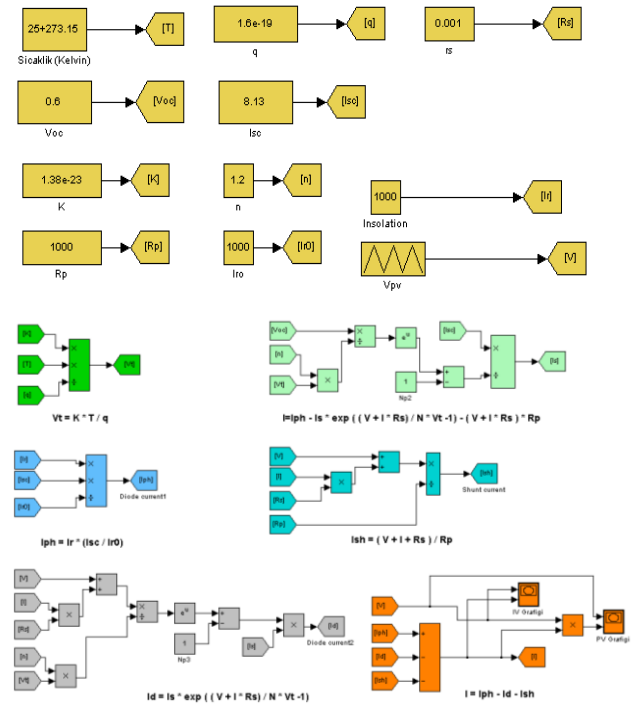 25+273.15
[T]
Sicaklik (Kelvin)
1.6e-19
[q]
q
0.001
[Rs]
rs
0.6
[Voc]
Voc
8.13
[Isc]
Isc
1.38e-23
[K]
K
1.2
[n]
n
1000
[Ir]
Insolation
1000
[Rp]
Rp
1000
[Ir0]
Iro
[V]
Vpv
[T]
[q]
[Vt]
Vt = K * T / q
[Voc]
[n]
[Vt]
e^u
1
Np2
[Isc]
[Is]
I=Iph - Is * exp ( ( V + I * Rs) / N * Vt -1) - ( V + I * Rs ) * Rp
[Ir]
[Isc]
[Ir0]
[Iph]
Diode current1
Iph = Ir * (Isc / Ir0)
[V]
[I]
[Rs]
[Rp]
[Ish]
Shunt current
Ish = ( V + I + Rs ) / Rp
[V]
[I]
[Rs]
[n]
[Vt]
e^u
1
Np3
[Is]
[Id]
Diode current2
Id = Is * exp ( ( V + I * Rs) / N * Vt -1)
[V]
[Iph]
[Id]
[Ish]
IV Grafigi
PV Grafigi
[I]
I = Iph - Id - Ish